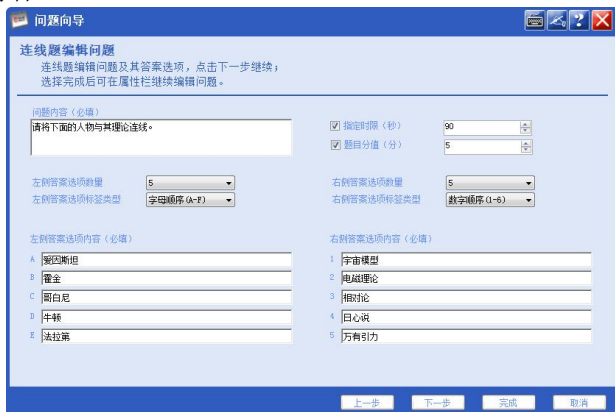 问题向导
连线题编辑问题
连线题编辑问题及其答案选项，点击下一步继续；
选择完成后可在属性栏继续编辑问题。
问题内容（必填）
请将下面的人物与其理论连线。
指定时限（秒） 90
题目分值（分） 5
左侧答案选项数量 5 右侧答案选项数量 5
左侧答案选项标签类型 字母顺序(A-F) 右侧答案选项标签类型 数字顺序(1-6)
左侧答案选项内容（必填） 右侧答案选项内容（必填）
A 爱因斯坦 1 宇宙模型
B 霍金 2 电磁理论
C 哥白尼 3 相对论
D 牛顿 4 日心说
E 法拉第 5 万有引力
上一步 下一步 完成 取消